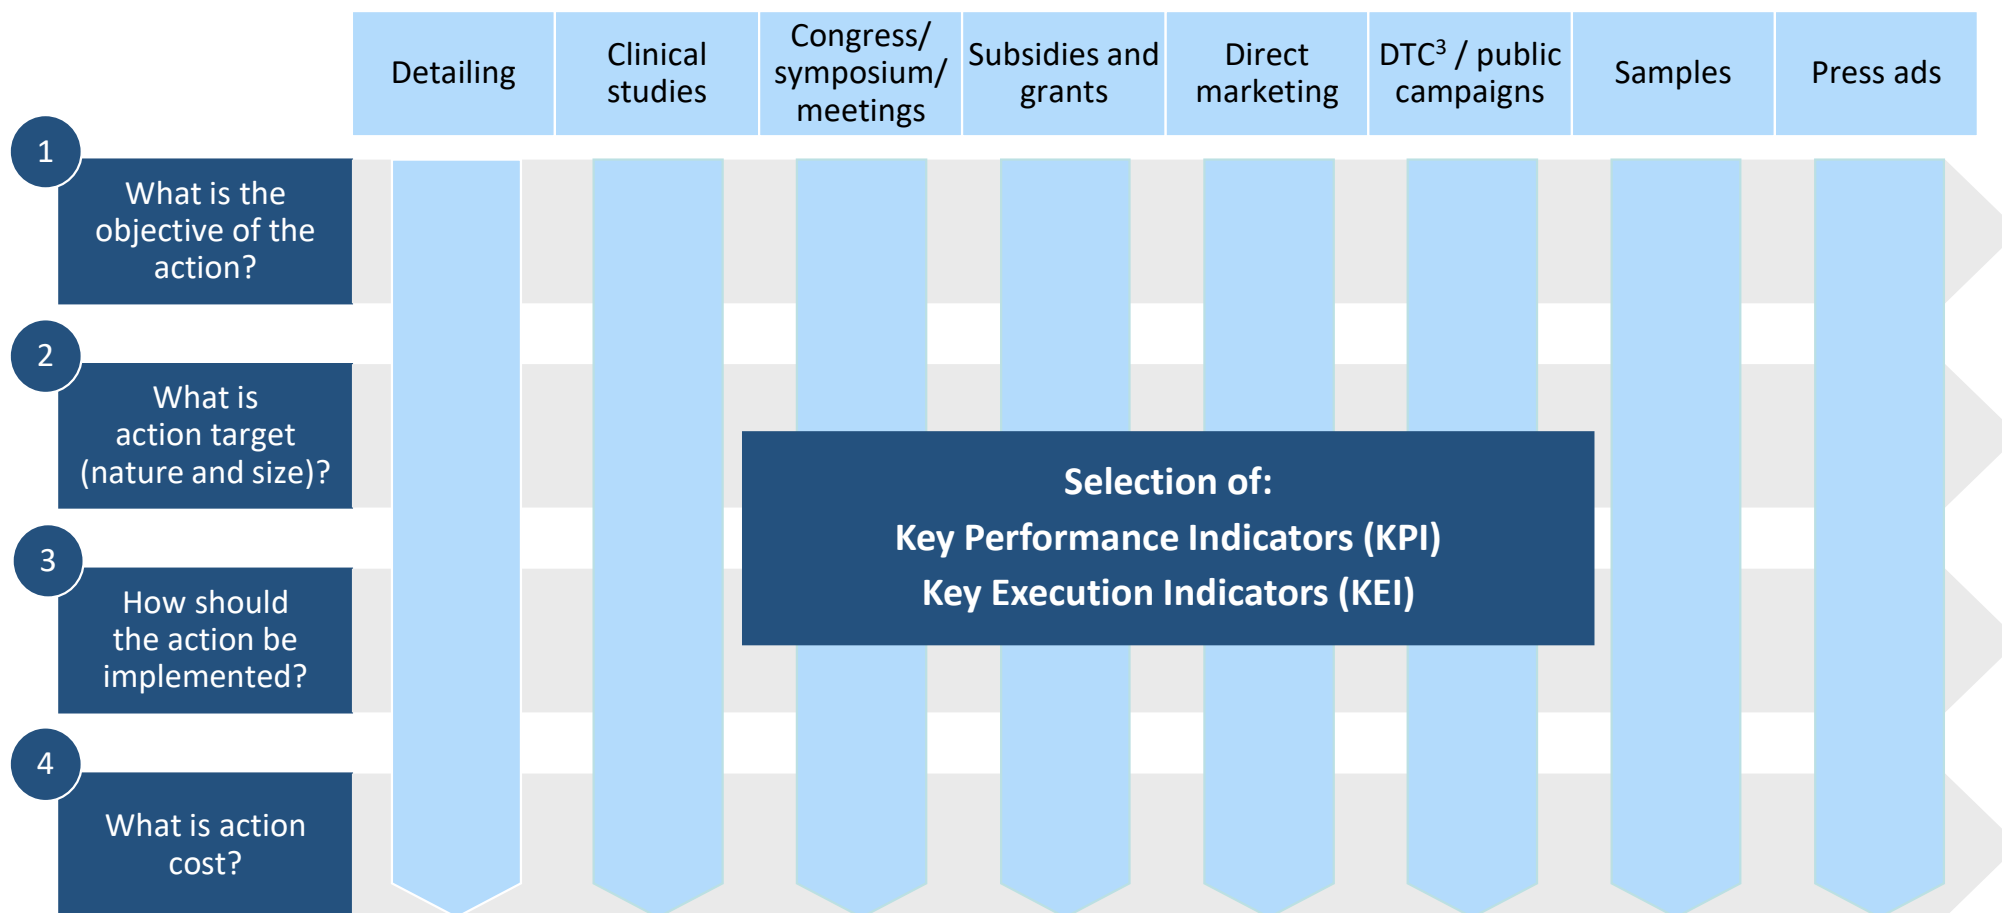 Detailing
Clinical
studies
Congress/
symposium/
meetings
Subsidies and
grants
Direct
marketing
DTC³ / public
campaigns
Samples
Press ads
1
What is the
objective of the
action?
2
What is
action target
(nature and size)?
3
How should
the action be
implemented?
4
What is action
cost?
Selection of:
Key Performance Indicators (KPI)
Key Execution Indicators (KEI)